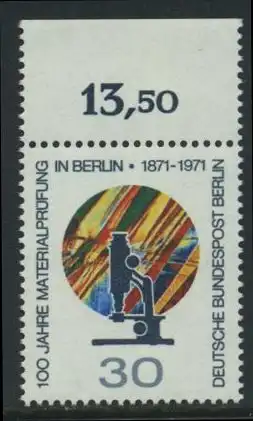 13,50
100 JAHRE MATERIALPRÜFUNG IN BERLIN • 1871-1971
DEUTSCHE BUNDESPOST BERLIN
30